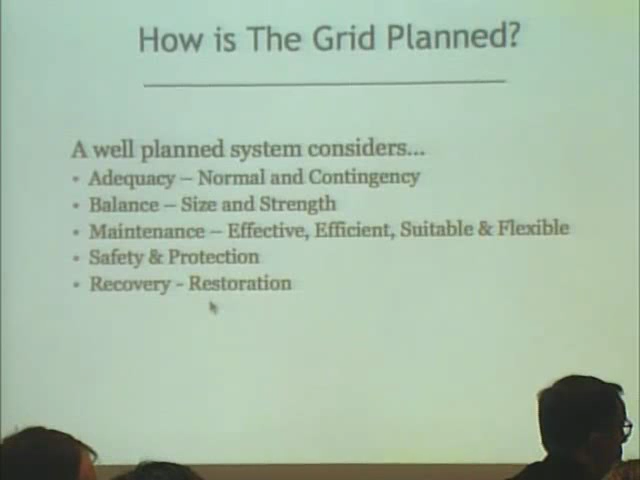 How is The Grid Planned?
A well planned system considers...
• Adequacy – Normal and Contingency
• Balance – Size and Strength
• Maintenance – Effective, Efficient, Suitable & Flexible
• Safety & Protection
• Recovery - Restoration